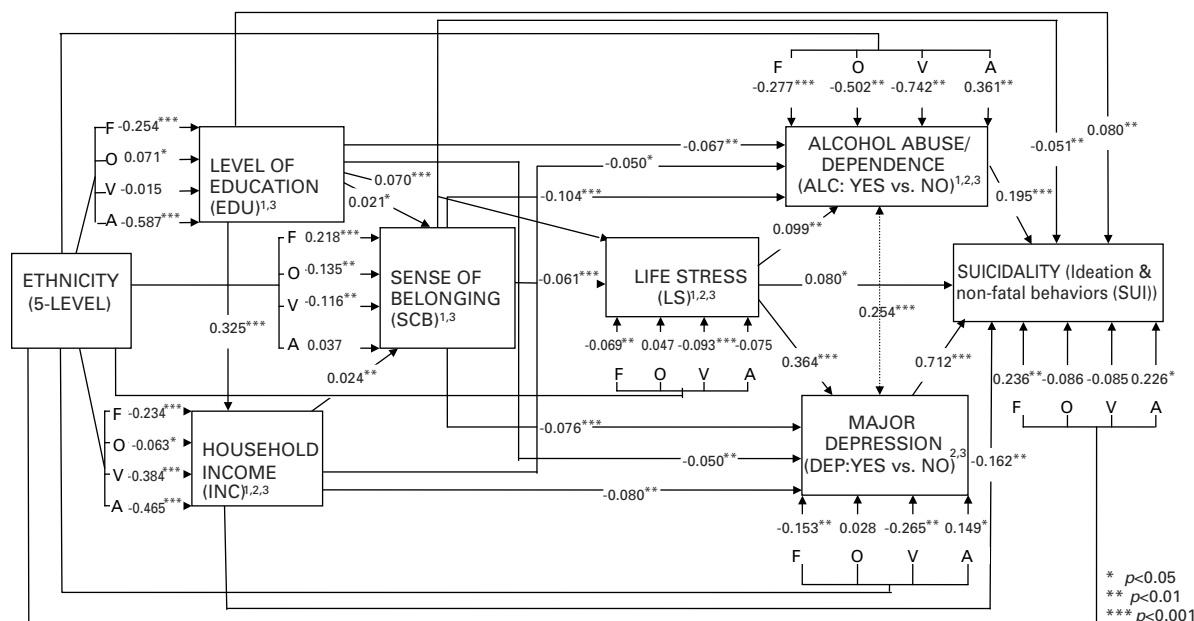 F O V A
-0.277*** -0.502** -0.742** 0.361**
F -0.254***
O 0.071*
V -0.015
A -0.587***
LEVEL OF
EDUCATION
(EDU)1,3
-0.067**
-0.050*
0.070***
0.021*
-0.104***
ALCOHOL ABUSE/
DEPENDENCE
(ALC: YES vs. NO)1,2,3
-0.051**
0.080**
0.195***
0.099**
ETHNICITY
(5-LEVEL)
F 0.218***
O -0.135**
V -0.116**
A 0.037
SENSE OF
BELONGING
(SCB)1,3
-0.061***
LIFE STRESS
(LS)1,2,3
0.080*
SUICIDALITY (Ideation &
non-fatal behaviors (SUI))
0.325***
0.254***
-0.069** 0.047 -0.093*** -0.075
F O V A
0.364***
0.712***
0.236** -0.086 -0.085 0.226*
F O V A
0.024**
F -0.234***
O -0.063*
V -0.384***
A -0.465***
HOUSEHOLD
INCOME
(INC)1,2,3
-0.076***
-0.050**
-0.080**
MAJOR
DEPRESSION
(DEP:YES vs. NO)2,3
-0.162**
-0.153** 0.028 -0.265** 0.149*
F O V A
* p<0.05
** p<0.01
*** p<0.001